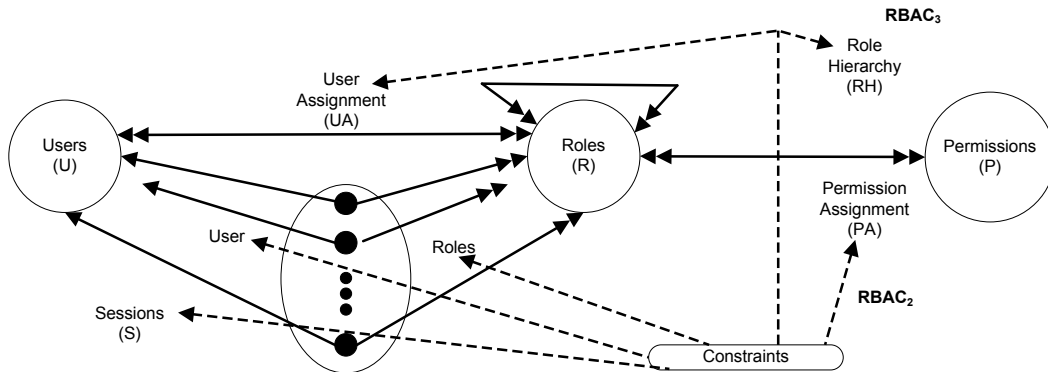 RBAC3
Role
Hierarchy
(RH)
User
Assignment
(UA)
Users
(U)
Roles
(R)
Permissions
(P)
Permission
Assignment
(PA)
User
Roles
RBAC2
Sessions
(S)
Constraints